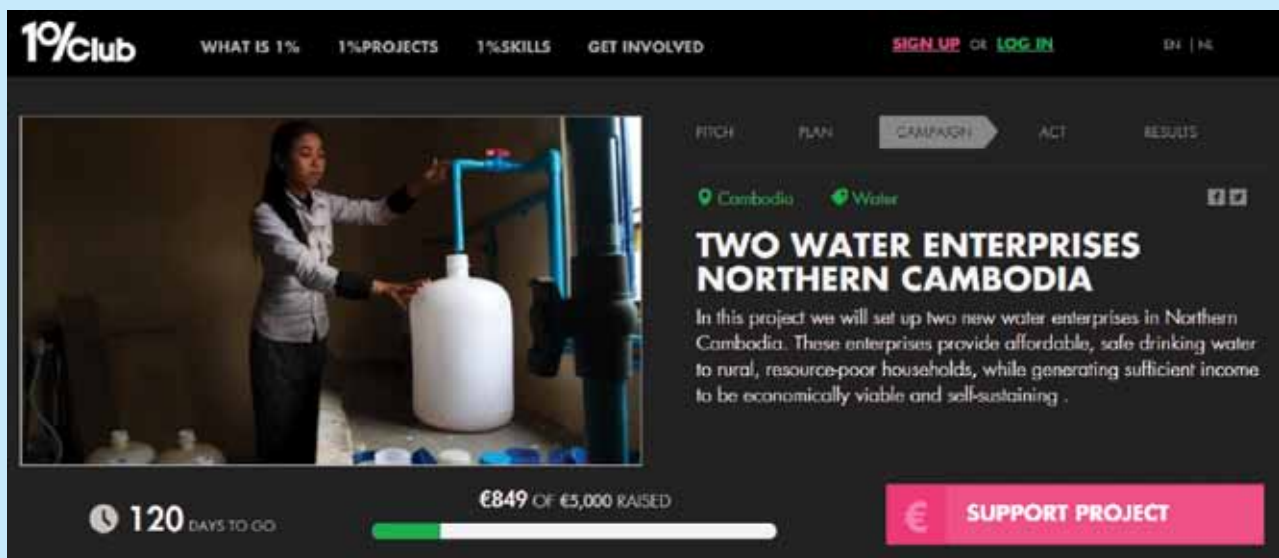 1%Club
WHAT IS 1% 1%PROJECTS 1%SKILLS GET INVOLVED SIGN UP OR LOG IN EN | NL
PITCH PLAN CAMPAIGN ACT RESULTS
Cambodia Water
TWO WATER ENTERPRISES
NORTHERN CAMBODIA
In this project we will set up two new water enterprises in Northern
Cambodia. These enterprises provide affordable, safe drinking water
to rural, resource-poor households, while generating sufficient income
to be economically viable and self-sustaining .
120 DAYS TO GO
€849 OF €5,000 RAISED
€ SUPPORT PROJECT